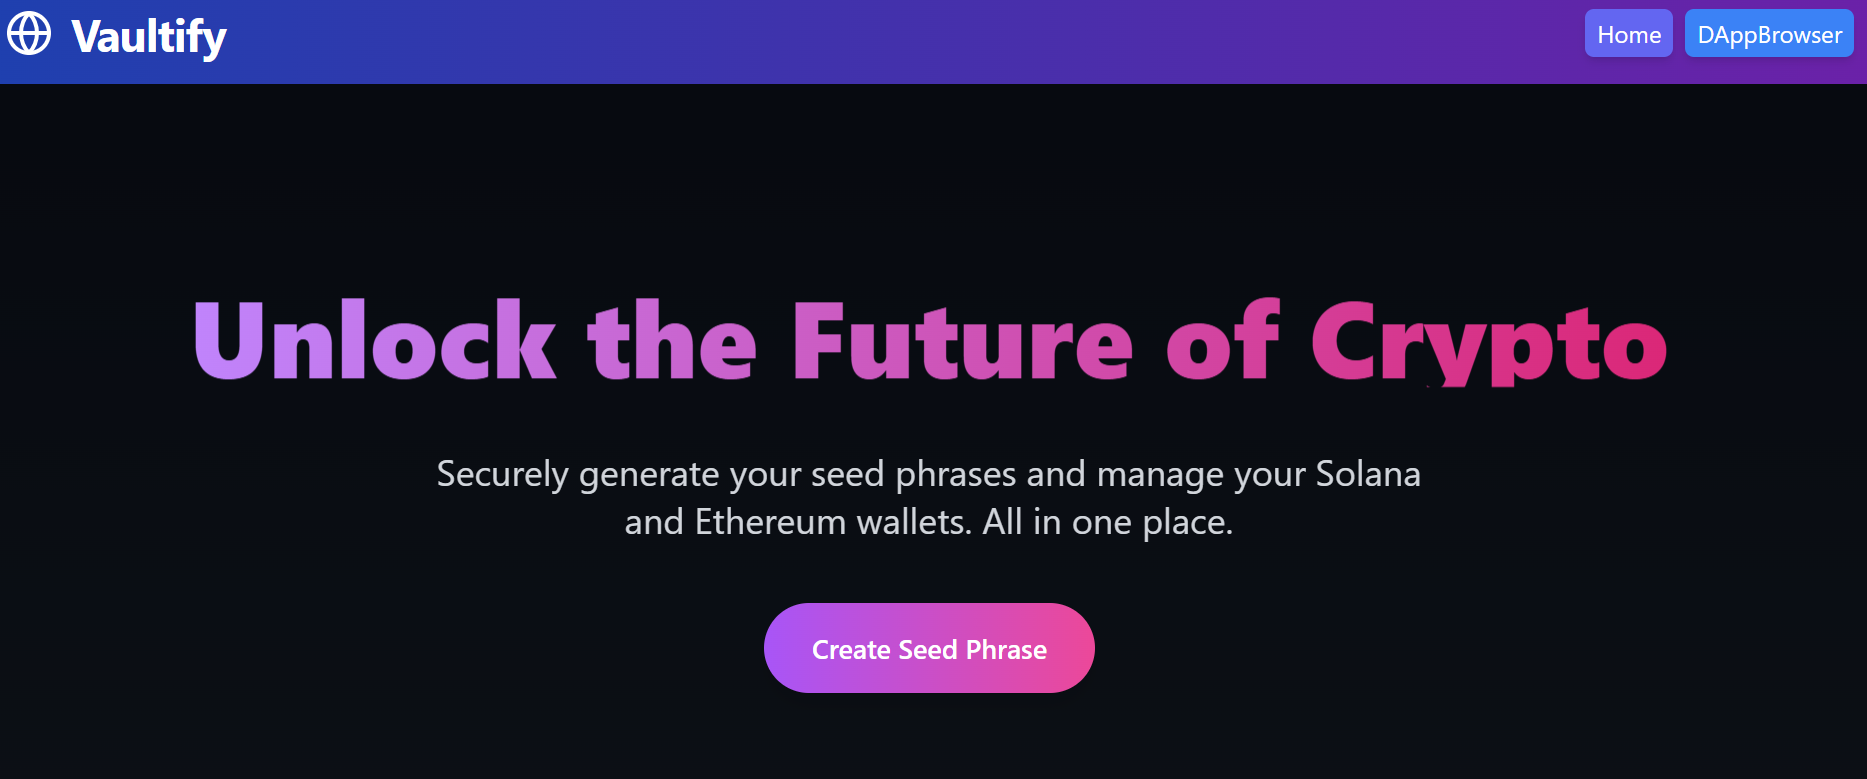 Vaultify
Home
DAppBrowser
Unlock the Future of Crypto
Securely generate your seed phrases and manage your Solana
and Ethereum wallets. All in one place.
Create Seed Phrase